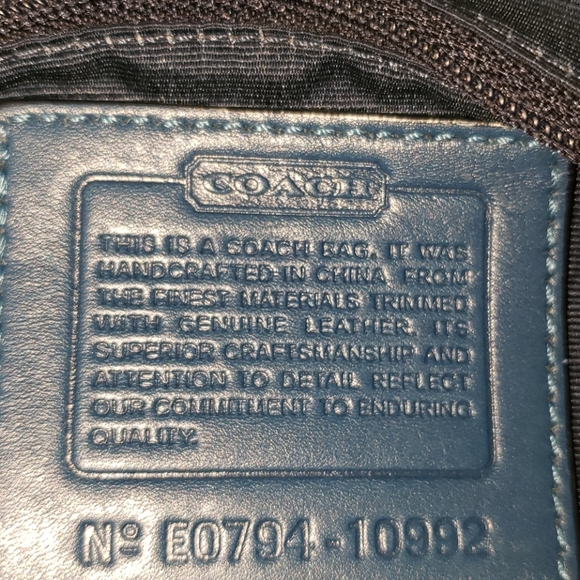 COACH
THIS IS A COACH BAG. IT WAS
HANDCRAFTED IN CHINA, FROM
THE FINEST MATERIALS TRIMMED
WITH GENUINE LEATHER. ITS
SUPERIOR CRAFTSMANSHIP AND
ATTENTION TO DETAIL REFLECT
OUR COMMITMENT TO ENDURING
QUALITY.
Nº E0794-10992